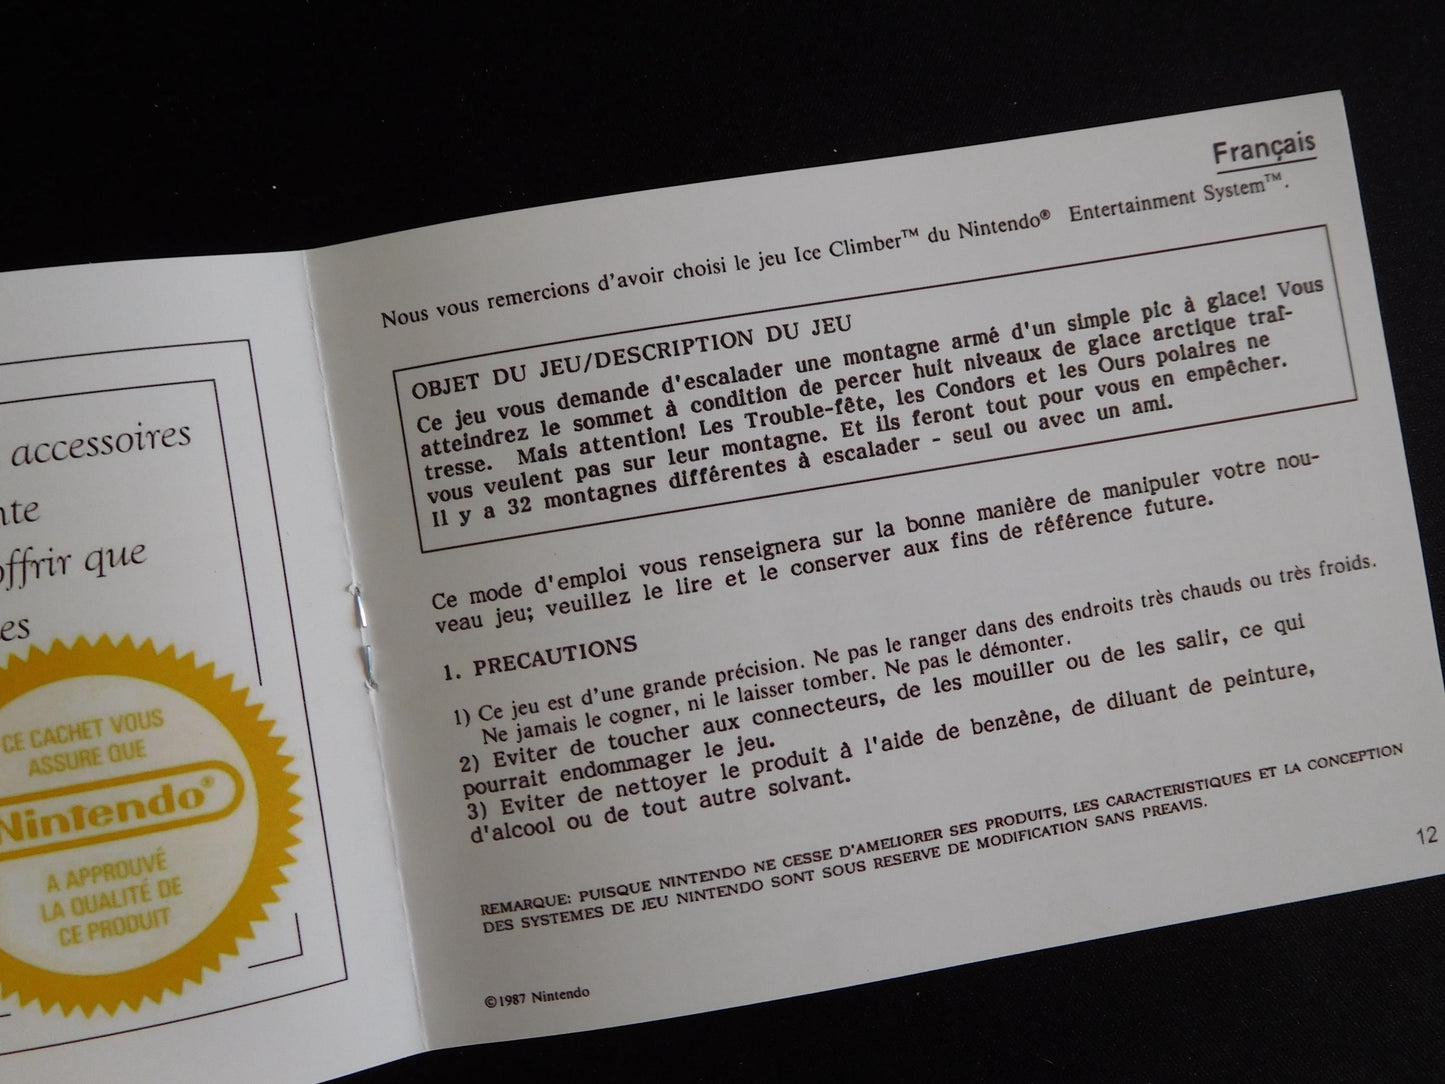 accessoires
offrir que
CE CACHET VOUS
ASSURE QUE
Nintendo®
A APPROUVÉ
LA QUALITÉ DE
CE PRODUIT
Français
Nous vous remercions d'avoir choisi le jeu Ice Climber™ du Nintendo® Entertainment System™.
OBJET DU JEU/DESCRIPTION DU JEU
Ce jeu vous demande d'escalader une montagne armé d'un simple pic à glace! Vous
atteindrez le sommet à condition de percer huit niveaux de glace arctique traf-
tresse. Mais attention! Les Trouble-fête, les Condors et les Ours polaires ne
vous veulent pas sur leur montagne. Et ils feront tout pour vous en empêcher.
Il y a 32 montagnes différentes à escalader - seul ou avec un ami.
Ce mode d'emploi vous renseignera sur la bonne manière de manipuler votre nou-
veau jeu; veuillez le lire et le conserver aux fins de référence future.
1. PRECAUTIONS
1) Ce jeu est d'une grande précision. Ne pas le ranger dans des endroits très chauds ou très froids.
Ne jamais le cogner, ni le laisser tomber. Ne pas le démonter.
2) Eviter de toucher aux connecteurs, de les mouiller ou de les salir, ce qui
pourrait endommager le jeu.
3) Eviter de nettoyer le produit à l'aide de benzène, de diluant de peinture,
d'alcool ou de tout autre solvant.
REMARQUE: PUISQUE NINTENDO NE CESSE D'AMELIORER SES PRODUITS, LES CARACTERISTIQUES ET LA CONCEPTION
DES SYSTEMES DE JEU NINTENDO SONT SOUS RESERVE DE MODIFICATION SANS PREAVIS.
12
©1987 Nintendo